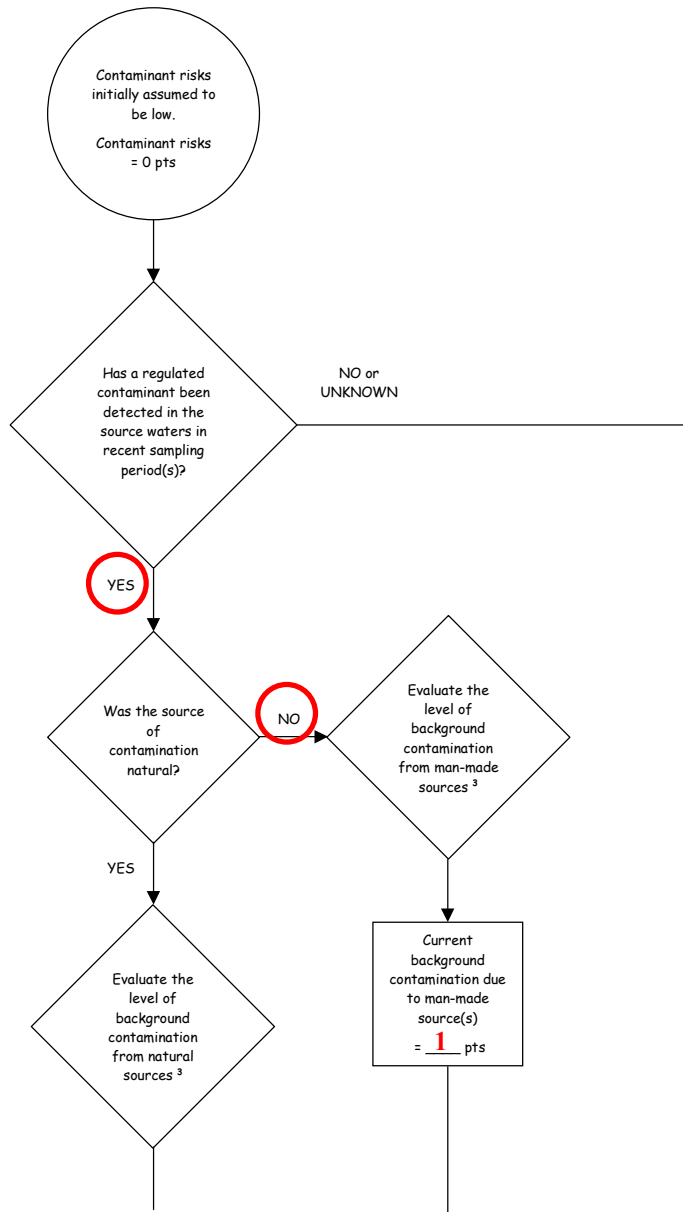 Contaminant risks
initially assumed to
be low.
Contaminant risks
= 0 pts
Has a regulated
contaminant been
detected in the
source waters in
recent sampling
period(s)?
NO or
UNKNOWN
YES
Was the source
of
contamination
natural?
NO
Evaluate the
level of
background
contamination
from man-made
sources ³
YES
Evaluate the
level of
background
contamination
from natural
sources ³
Current
background
contamination due
to man-made
source(s)
= 1 pts